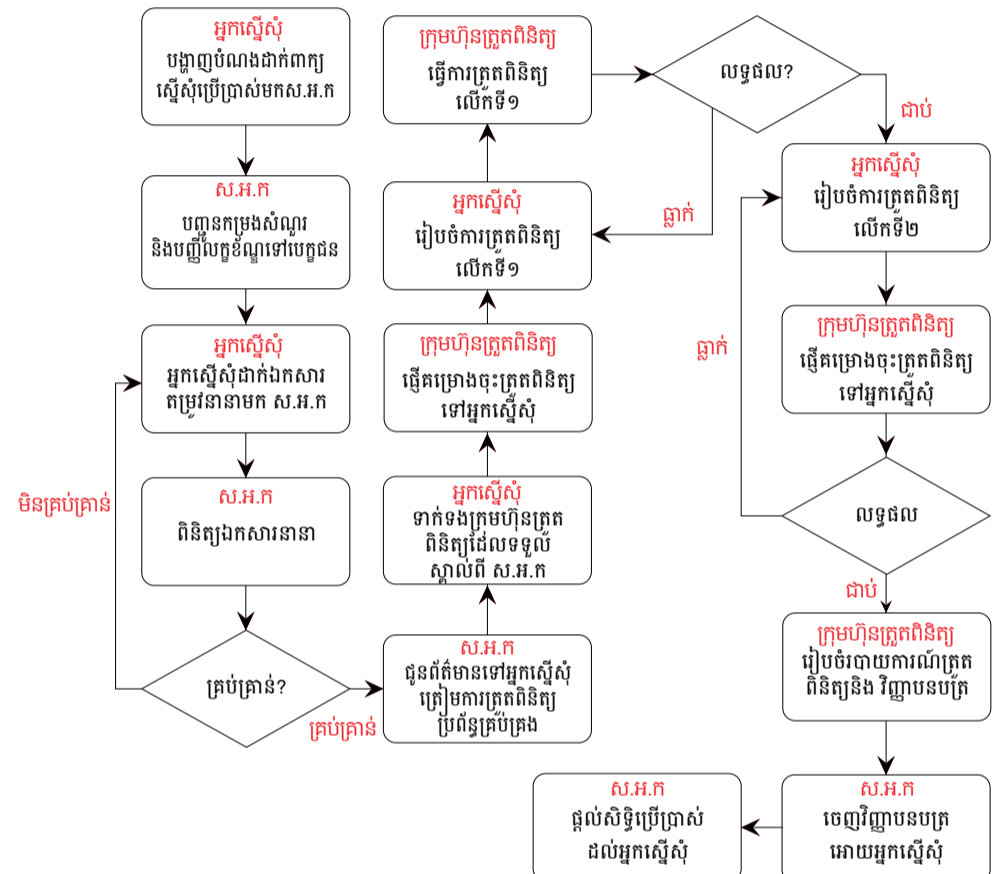 អ្នកស្នើសុំ
បង្ហាញបំណងដាក់ពាក្យ
ស្នើសុំប្រើប្រាស់មកស.អ.ក
ស.អ.ក
បញ្ជូនកម្រងសំណួរ
និងបញ្ញីលក្ខខ័ណ្ឌទៅបេក្ខជន
អ្នកស្នើសុំ
អ្នកស្នើសុំដាក់ឯកសារ
តម្រូវនានាមក ស.អ.ក
ស.អ.ក
ពិនិត្យឯកសារនានា
មិនគ្រប់គ្រាន់
គ្រប់គ្រាន់?
គ្រប់គ្រាន់
ស.អ.ក
ជូនព័ត៌មានទៅអ្នកស្នើសុំ
ត្រៀមការត្រួតពិនិត្យ
ប្រព័ន្ធគ្រប់គ្រង
អ្នកស្នើសុំ
ទាក់ទងក្រុមហ៊ុនត្រួត
ពិនិត្យដែលទទួល
ស្គាល់ពី ស.អ.ក
ក្រុមហ៊ុនត្រួតពិនិត្យ
ផ្ញើគម្រោងចុះត្រួតពិនិត្យ
ទៅអ្នកស្នើសុំ
អ្នកស្នើសុំ
រៀបចំការត្រួតពិនិត្យ
លើកទី១
ក្រុមហ៊ុនត្រួតពិនិត្យ
ធ្វើការត្រួតពិនិត្យ
លើកទី១
លទ្ធផល?
ធ្លាក់
ជាប់
អ្នកស្នើសុំ
រៀបចំការត្រួតពិនិត្យ
លើកទី២
ក្រុមហ៊ុនត្រួតពិនិត្យ
ផ្ញើគម្រោងចុះត្រួតពិនិត្យ
ទៅអ្នកស្នើសុំ
ធ្លាក់
លទ្ធផល
ជាប់
ក្រុមហ៊ុនត្រួតពិនិត្យ
រៀបចំរបាយការណ៍ត្រួត
ពិនិត្យនិង វិញ្ញាបនបត្រ
ស.អ.ក
ចេញវិញ្ញាបនបត្រ
អោយអ្នកស្នើសុំ
ស.អ.ក
ផ្តល់សិទ្ធិប្រើប្រាស់
ដល់អ្នកស្នើសុំ